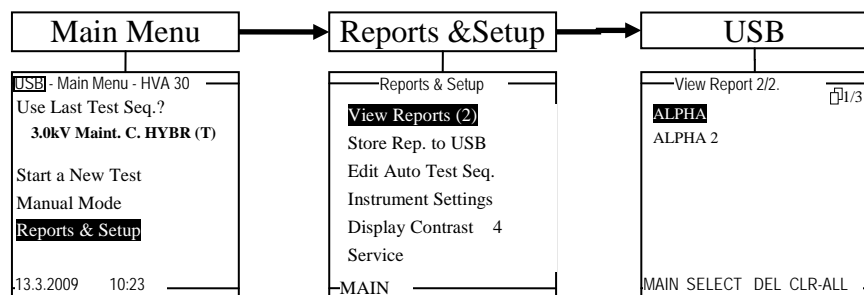 Main Menu
USB - Main Menu - HVA 30
Use Last Test Seq.?
3.0kV Maint. C. HYBR (T)
Start a New Test
Manual Mode
Reports & Setup
13.3.2009 10:23
Reports &Setup
Reports & Setup
View Reports (2)
Store Rep. to USB
Edit Auto Test Seq.
Instrument Settings
Display Contrast 4
Service
MAIN
USB
View Report 2/2.
1/3
ALPHA
ALPHA 2
MAIN SELECT DEL CLR-ALL